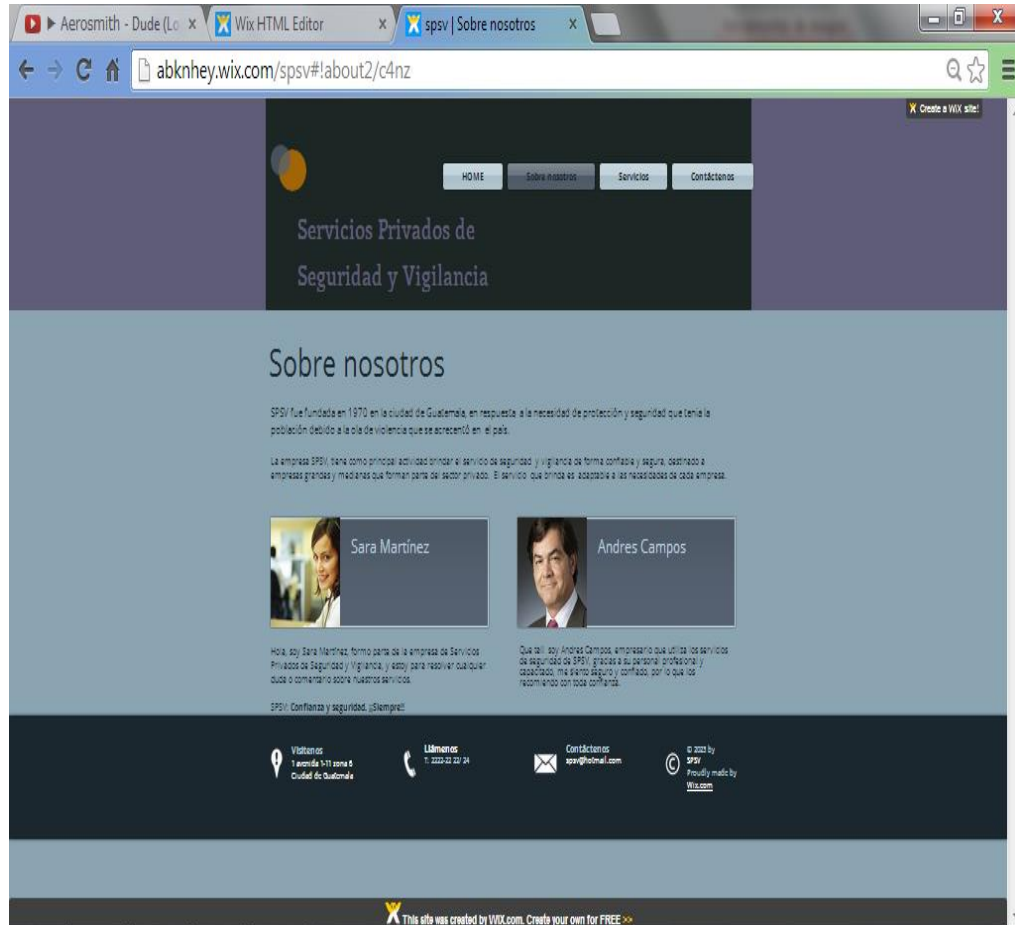 Aerosmith - Dude (Lo
Wix HTML Editor
spsv | Sobre nosotros
abknhey.wix.com/spsv#!about2/c4nz
Create a WiX site!
HOME
Sobre nosotros
Servicios
Contáctenos
Servicios Privados de
Seguridad y Vigilancia
Sobre nosotros
SPSV fue fundada en 1970 en la ciudad de Guatemala, en respuesta a la necesidad de protección y seguridad que tenia la
población debido a la ola de violencia que se acrecentó en el país.
La empresa SPSV, tiene como principal actividad brindar el servicio de seguridad y vigilancia de forma confiable y segura, destinado a
empresas grandes y medianas que forman parte del sector privado. El servicio que brinda es adaptable a las necesidades de cada empresa.
Sara Martínez
Andres Campos
Hola, soy Sara Martínez, formo parte de la empresa de Servicios
Privados de Seguridad y Vigilancia, y estoy para resolver cualquier
duda o comentario sobre nuestros servicios.
SPSV: Confianza y seguridad, ¡¡Siempre!!
Que tal! soy Andres Campos, empresario que utiliza los servicios
de seguridad de SPSV, gracias a su personal profesional y
capacitado, me siento seguro y confiado, por lo que los
recomiendo con toda confianza.
Visítenos
1 avenida 1-11 zona 6
Ciudad de Guatemala
Llámenos
T: 2222-22 22/ 24
Contáctenos
spsv@hotmail.com
© 2023 by
SPSV
Proudly made by
Wix.com
This site was created by WIX.com. Create your own for FREE >>